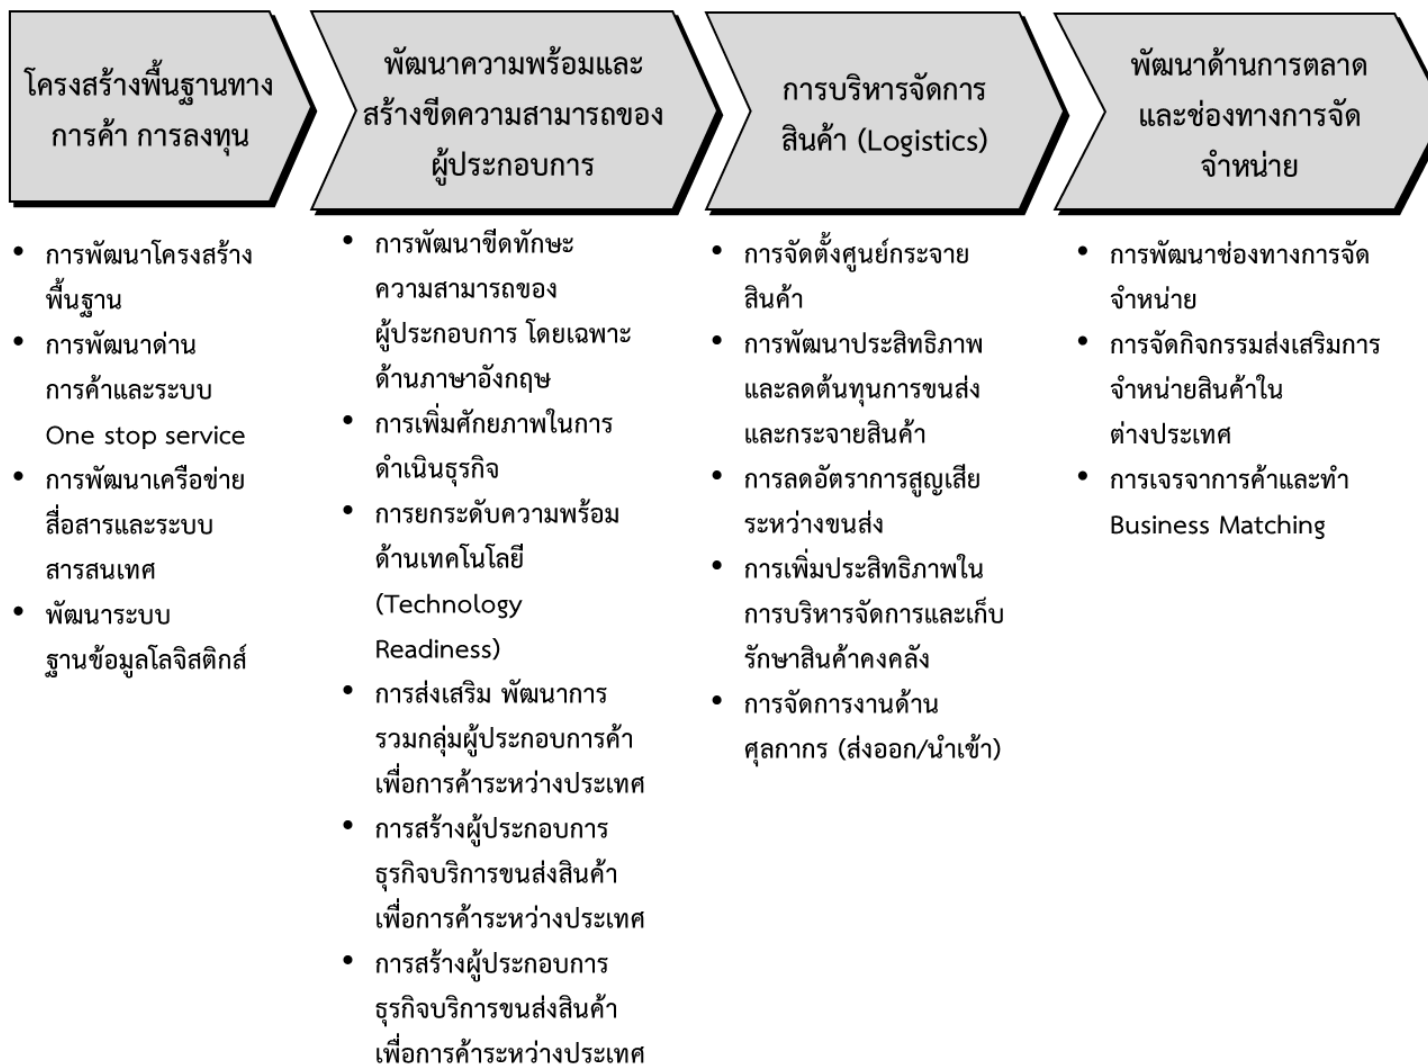 โครงสร้างพื้นฐานทาง
การค้า การลงทุน
พัฒนาความพร้อมและ
สร้างขีดความสามารถของ
ผู้ประกอบการ
การบริหารจัดการ
สินค้า (Logistics)
พัฒนาด้านการตลาด
และช่องทางการจัด
จำหน่าย
• การพัฒนาโครงสร้าง
พื้นฐาน
• การพัฒนาด่าน
การค้าและระบบ
One stop service
• การพัฒนาเครือข่าย
สื่อสารและระบบ
สารสนเทศ
• พัฒนาระบบ
ฐานข้อมูลโลจิสติกส์
• การพัฒนาขีดทักษะ
ความสามารถของ
ผู้ประกอบการ โดยเฉพาะ
ด้านภาษาอังกฤษ
• การเพิ่มศักยภาพในการ
ดำเนินธุรกิจ
• การยกระดับความพร้อม
ด้านเทคโนโลยี
(Technology
Readiness)
• การส่งเสริม พัฒนาการ
รวมกลุ่มผู้ประกอบการค้า
เพื่อการค้าระหว่างประเทศ
• การสร้างผู้ประกอบการ
ธุรกิจบริการขนส่งสินค้า
เพื่อการค้าระหว่างประเทศ
• การสร้างผู้ประกอบการ
ธุรกิจบริการขนส่งสินค้า
เพื่อการค้าระหว่างประเทศ
• การจัดตั้งศูนย์กระจาย
สินค้า
• การพัฒนาประสิทธิภาพ
และลดต้นทุนการขนส่ง
และกระจายสินค้า
• การลดอัตราการสูญเสีย
ระหว่างขนส่ง
• การเพิ่มประสิทธิภาพใน
การบริหารจัดการและเก็บ
รักษาสินค้าคงคลัง
• การจัดการงานด้าน
ศุลกากร (ส่งออก/นำเข้า)
• การพัฒนาช่องทางการจัด
จำหน่าย
• การจัดกิจกรรมส่งเสริมการ
จำหน่ายสินค้าใน
ต่างประเทศ
• การเจรจาการค้าและทำ
Business Matching